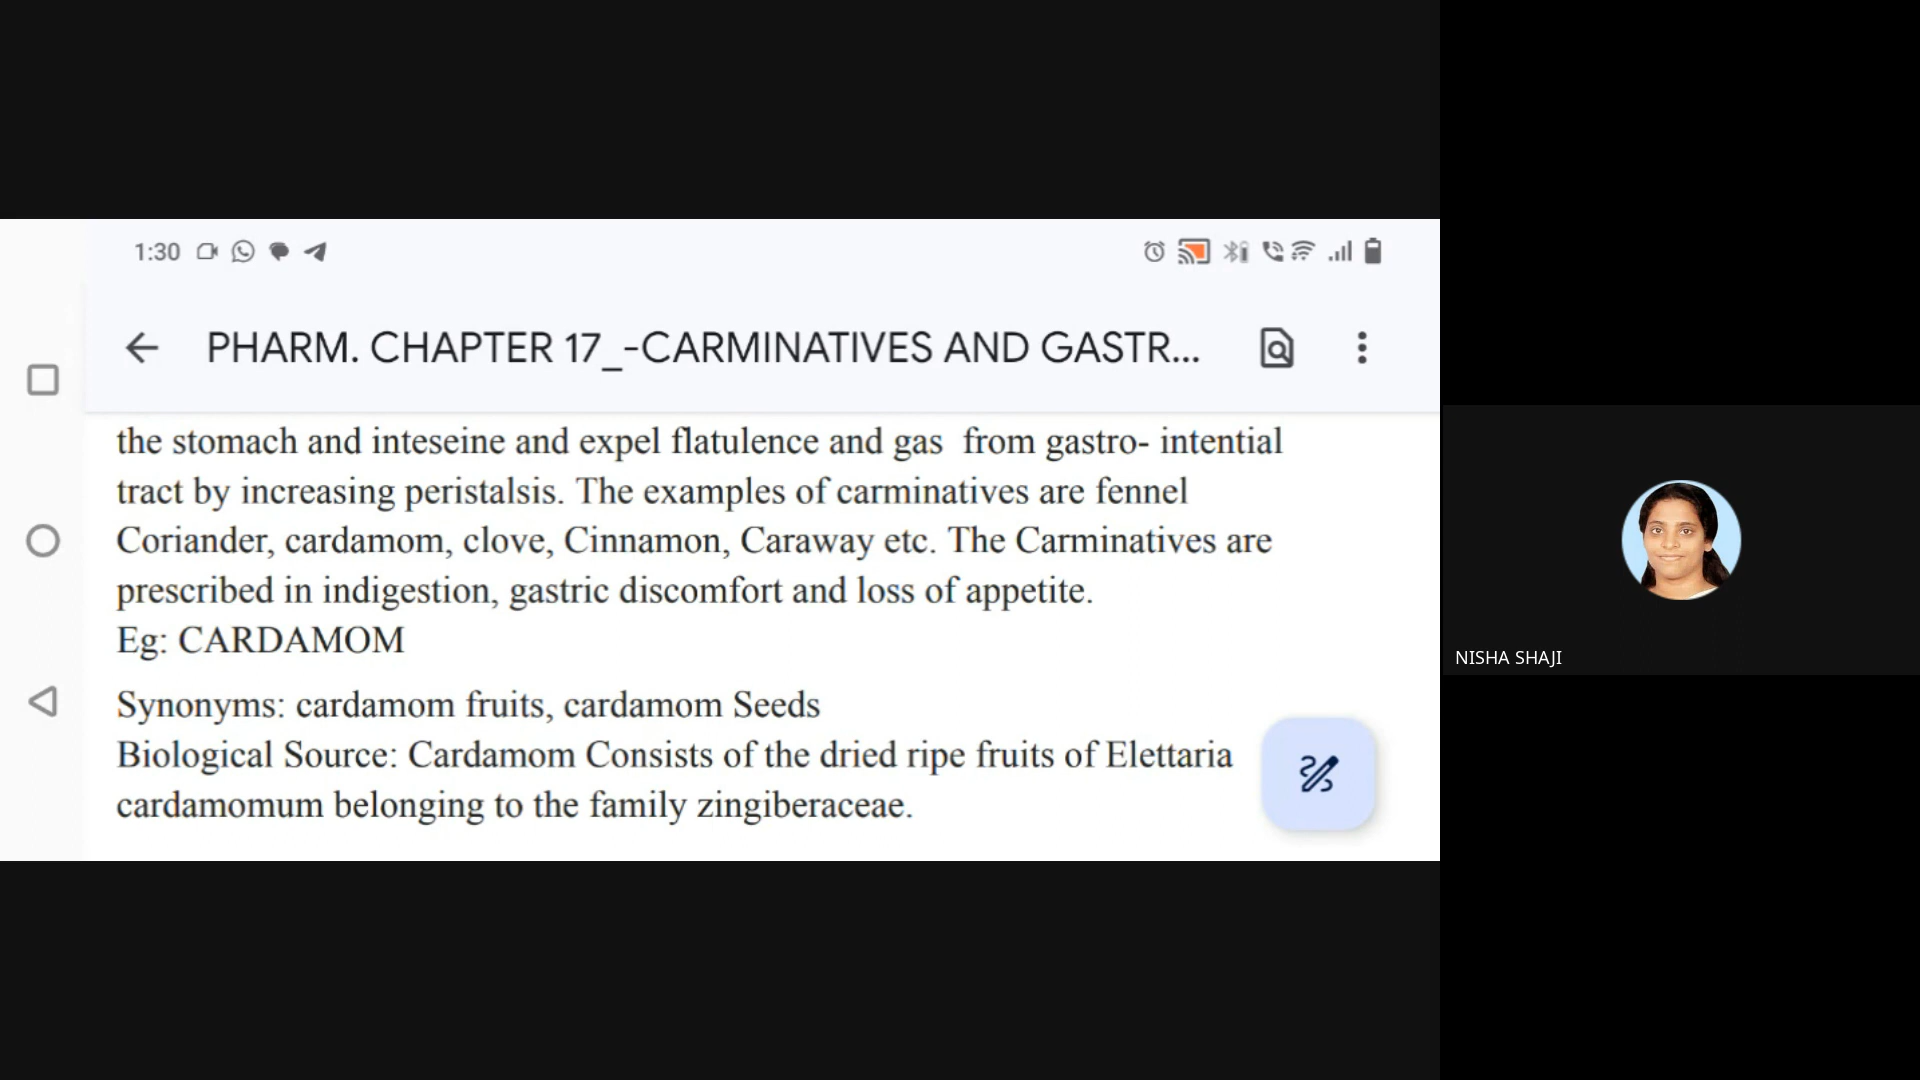 1:30
PHARM. CHAPTER 17_-CARMINATIVES AND GASTR...
the stomach and inteseine and expel flatulence and gas from gastro- intential
tract by increasing peristalsis. The examples of carminatives are fennel
Coriander, cardamom, clove, Cinnamon, Caraway etc. The Carminatives are
prescribed in indigestion, gastric discomfort and loss of appetite.
Eg: CARDAMOM
Synonyms: cardamom fruits, cardamom Seeds
Biological Source: Cardamom Consists of the dried ripe fruits of Elettaria
cardamomum belonging to the family zingiberaceae.
NISHA SHAJI